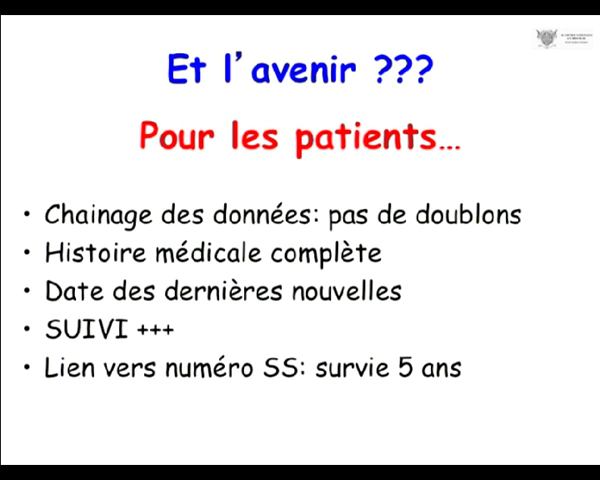 Et l'avenir ???
Pour les patients...
• Chainage des données: pas de doublons
• Histoire médicale complète
• Date des dernières nouvelles
• SUIVI +++
• Lien vers numéro SS: survie 5 ans